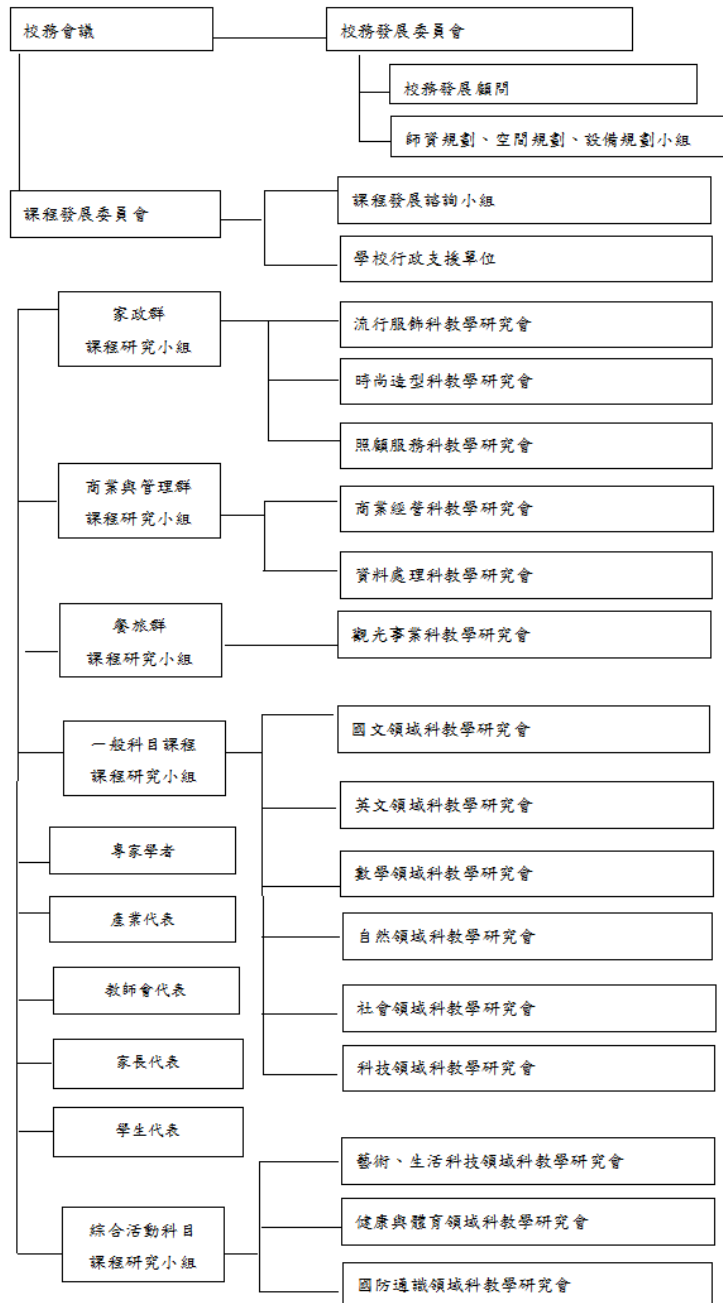 校務會議
校務發展委員會
校務發展顧問
師資規劃、空間規劃、設備規劃小組
課程發展委員會
課程發展諮詢小組
學校行政支援單位
家政群
課程研究小組
流行服飾科教學研究會
時尚造型科教學研究會
照顧服務科教學研究會
商業與管理群
課程研究小組
商業經營科教學研究會
資料處理科教學研究會
餐旅群
課程研究小組
觀光事業科教學研究會
一般科目課程
課程研究小組
國文領域科教學研究會
英文領域科教學研究會
數學領域科教學研究會
自然領域科教學研究會
社會領域科教學研究會
科技領域科教學研究會
專家學者
產業代表
教師會代表
家長代表
學生代表
綜合活動科目
課程研究小組
藝術、生活科技領域科教學研究會
健康與體育領域科教學研究會
國防通識領域科教學研究會